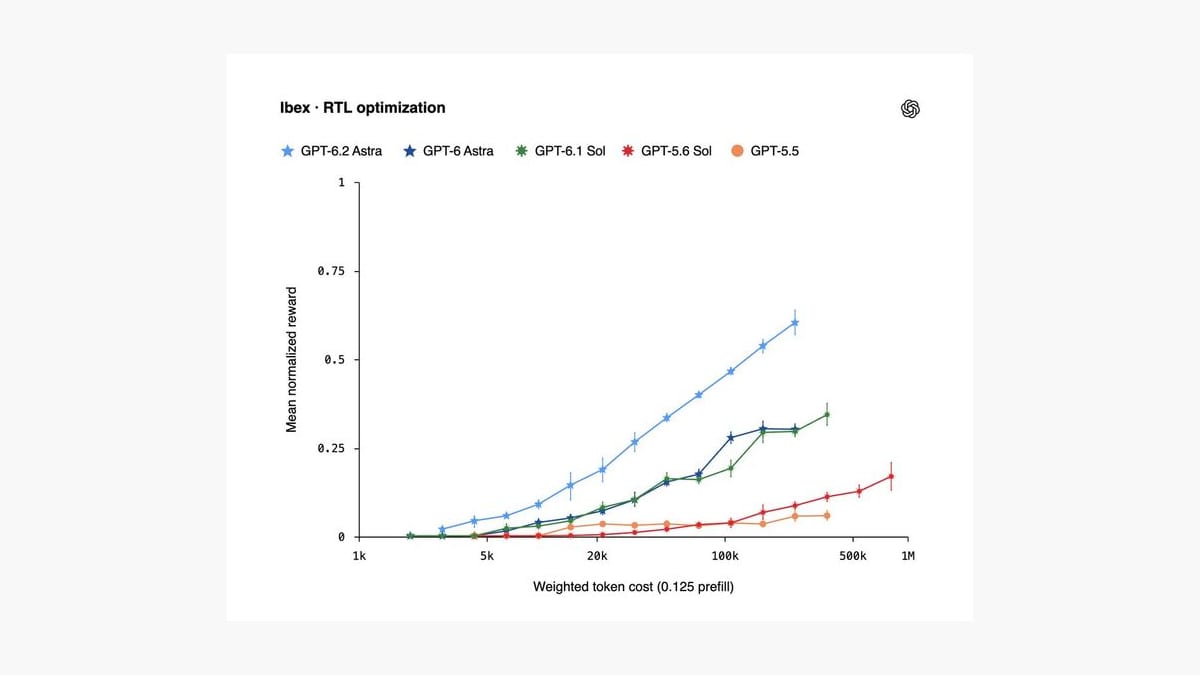 Ibex · RTL optimization
GPT-6.2 Astra GPT-6 Astra GPT-6.1 Sol GPT-5.6 Sol GPT-5.5
1
0.75
0.5
0.25
0
Mean normalized reward
1k 5k 20k 100k 500k 1M
Weighted token cost (0.125 prefill)